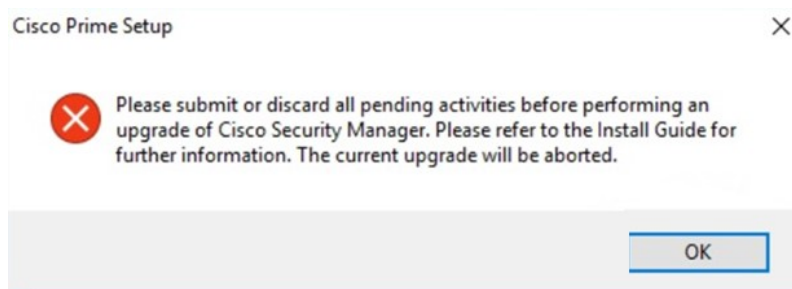 Cisco Prime Setup
Please submit or discard all pending activities before performing an
upgrade of Cisco Security Manager. Please refer to the Install Guide for
further information. The current upgrade will be aborted.
OK